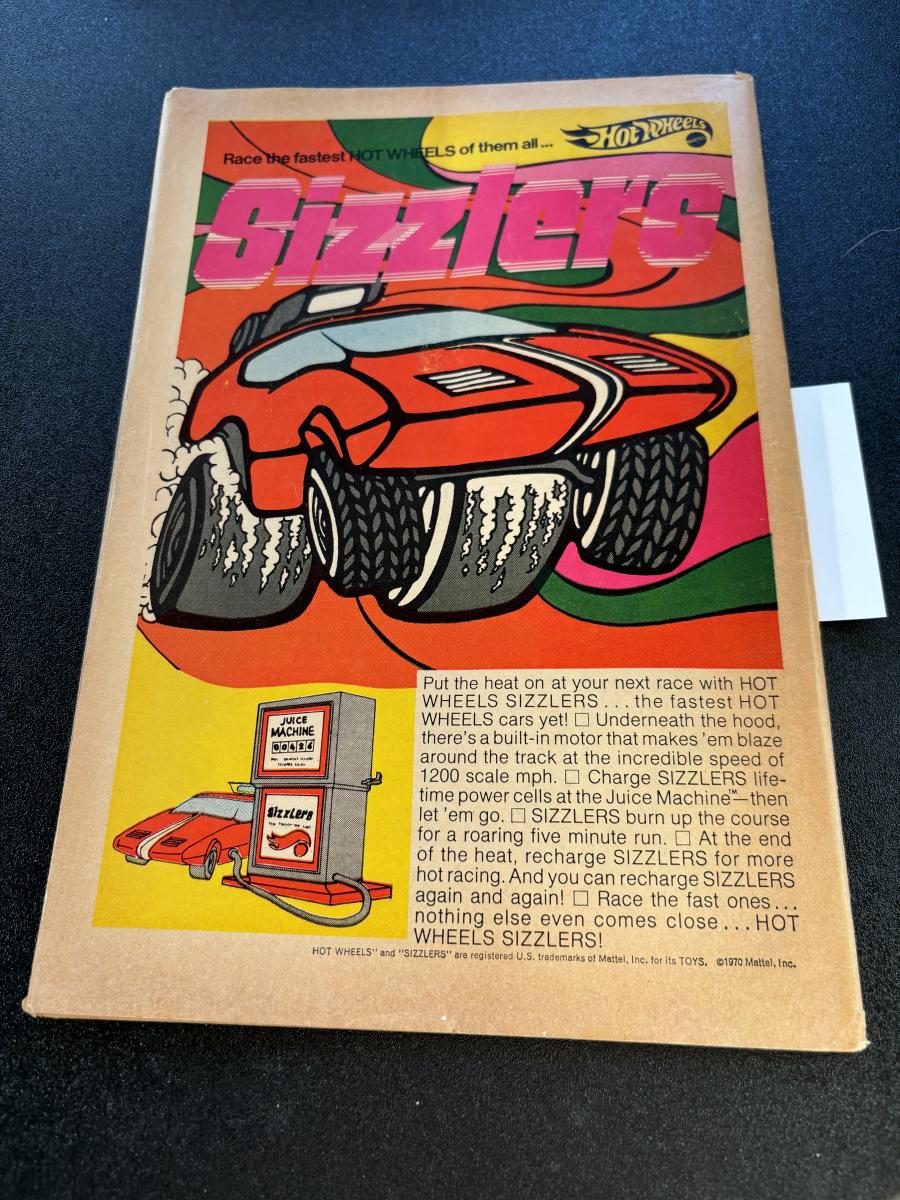 Race the fastest HOT WHEELS of them all...
Hot Wheels
MATTEL
Sizzlers
Put the heat on at your next race with HOT
WHEELS SIZZLERS...the fastest HOT
WHEELS cars yet! □ Underneath the hood,
there's a built-in motor that makes 'em blaze
around the track at the incredible speed of
1200 scale mph. □ Charge SIZZLERS life-
time power cells at the Juice Machine™—then
let 'em go. □ SIZZLERS burn up the course
for a roaring five minute run. □ At the end
of the heat, recharge SIZZLERS for more
hot racing. And you can recharge SIZZLERS
again and again! □ Race the fast ones...
nothing else even comes close...HOT
WHEELS SIZZLERS!
JUICE
MACHINE
00426
Sizzlers
HOT WHEELS" and "SIZZLERS" are registered U.S. trademarks of Mattel, Inc. for its TOYS. ©1970 Mattel, Inc.